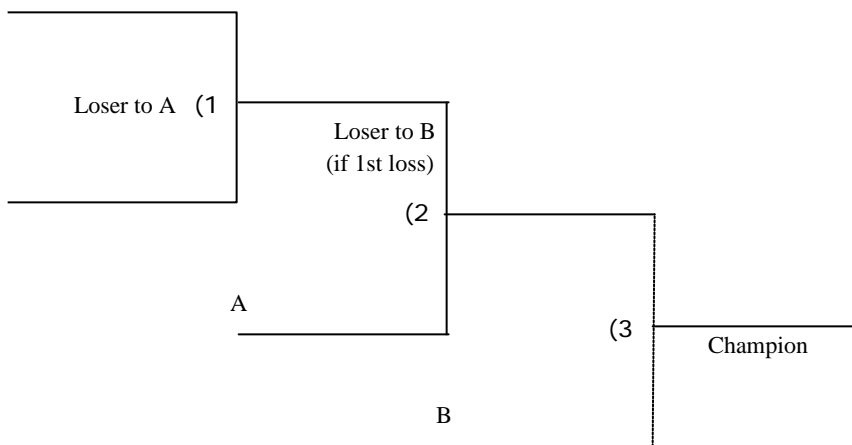 Loser to A (1
Loser to B
(if 1st loss)
(2
A
(3
Champion
B